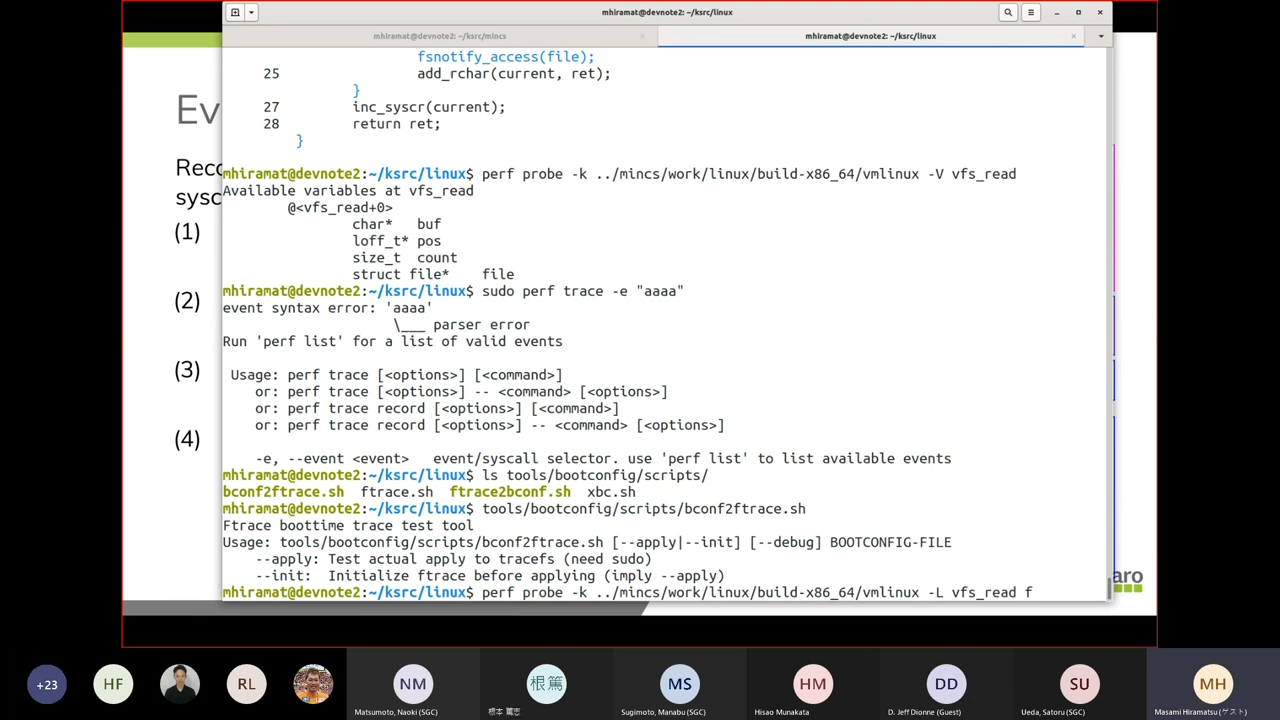 mhiramat@devnote2: ~/ksrc/linux
mhiramat@devnote2: ~/ksrc/mincs
mhiramat@devnote2: ~/ksrc/linux
Ev
Reco
sysc
(1)
(2)
(3)
(4)
fsnotify_access(file);
25 add_rchar(current, ret);
}
27 inc_syscr(current);
28 return ret;
}
mhiramat@devnote2:~/ksrc/linux$ perf probe -k ../mincs/work/linux/build-x86_64/vmlinux -V vfs_read
Available variables at vfs_read
@<vfs_read+0>
char* buf
loff_t* pos
size_t count
struct file* file
mhiramat@devnote2:~/ksrc/linux$ sudo perf trace -e "aaaa"
event syntax error: 'aaaa'
\___ parser error
Run 'perf list' for a list of valid events
Usage: perf trace [<options>] [<command>]
or: perf trace [<options>] -- <command> [<options>]
or: perf trace record [<options>] [<command>]
or: perf trace record [<options>] -- <command> [<options>]
-e, --event <event> event/syscall selector. use 'perf list' to list available events
mhiramat@devnote2:~/ksrc/linux$ ls tools/bootconfig/scripts/
bconf2ftrace.sh ftrace.sh ftrace2bconf.sh xbc.sh
mhiramat@devnote2:~/ksrc/linux$ tools/bootconfig/scripts/bconf2ftrace.sh
Ftrace boottime trace test tool
Usage: tools/bootconfig/scripts/bconf2ftrace.sh [--apply|--init] [--debug] BOOTCONFIG-FILE
--apply: Test actual apply to tracefs (need sudo)
--init: Initialize ftrace before applying (imply --apply)
mhiramat@devnote2:~/ksrc/linux$ perf probe -k ../mincs/work/linux/build-x86_64/vmlinux -L vfs_read f
aro
+23
HF
RL
NM
根篤
MS
HM
DD
SU
MH
Matsumoto, Naoki (SGC)
根本 篤志
Sugimoto, Manabu (SGC)
Hisao Munakata
D. Jeff Dionne (Guest)
Ueda, Satoru (SGC)
Masami Hiramatsu (ゲスト)